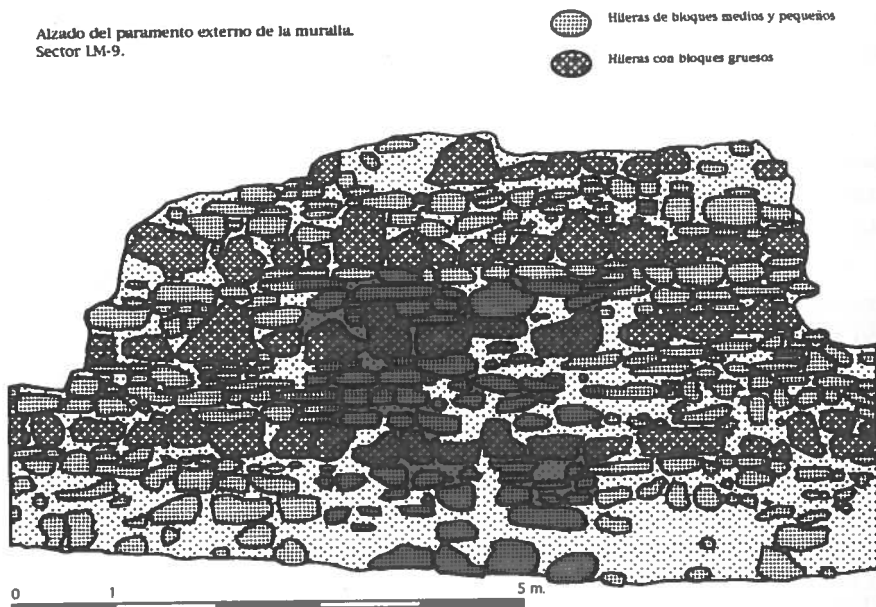 Alzado del paramento externo de la muralla.
Sector LM-9.
Hileras de bloques medios y pequeños
Hileras con bloques gruesos
0 1 5 m.